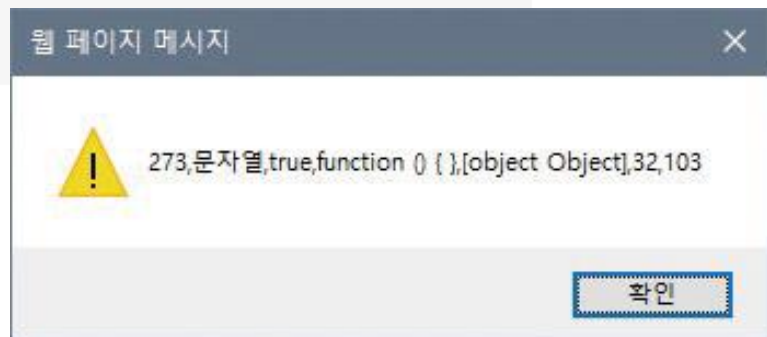 웹 페이지 메시지
273,문자열,true,function () { },[object Object],32,103
확인